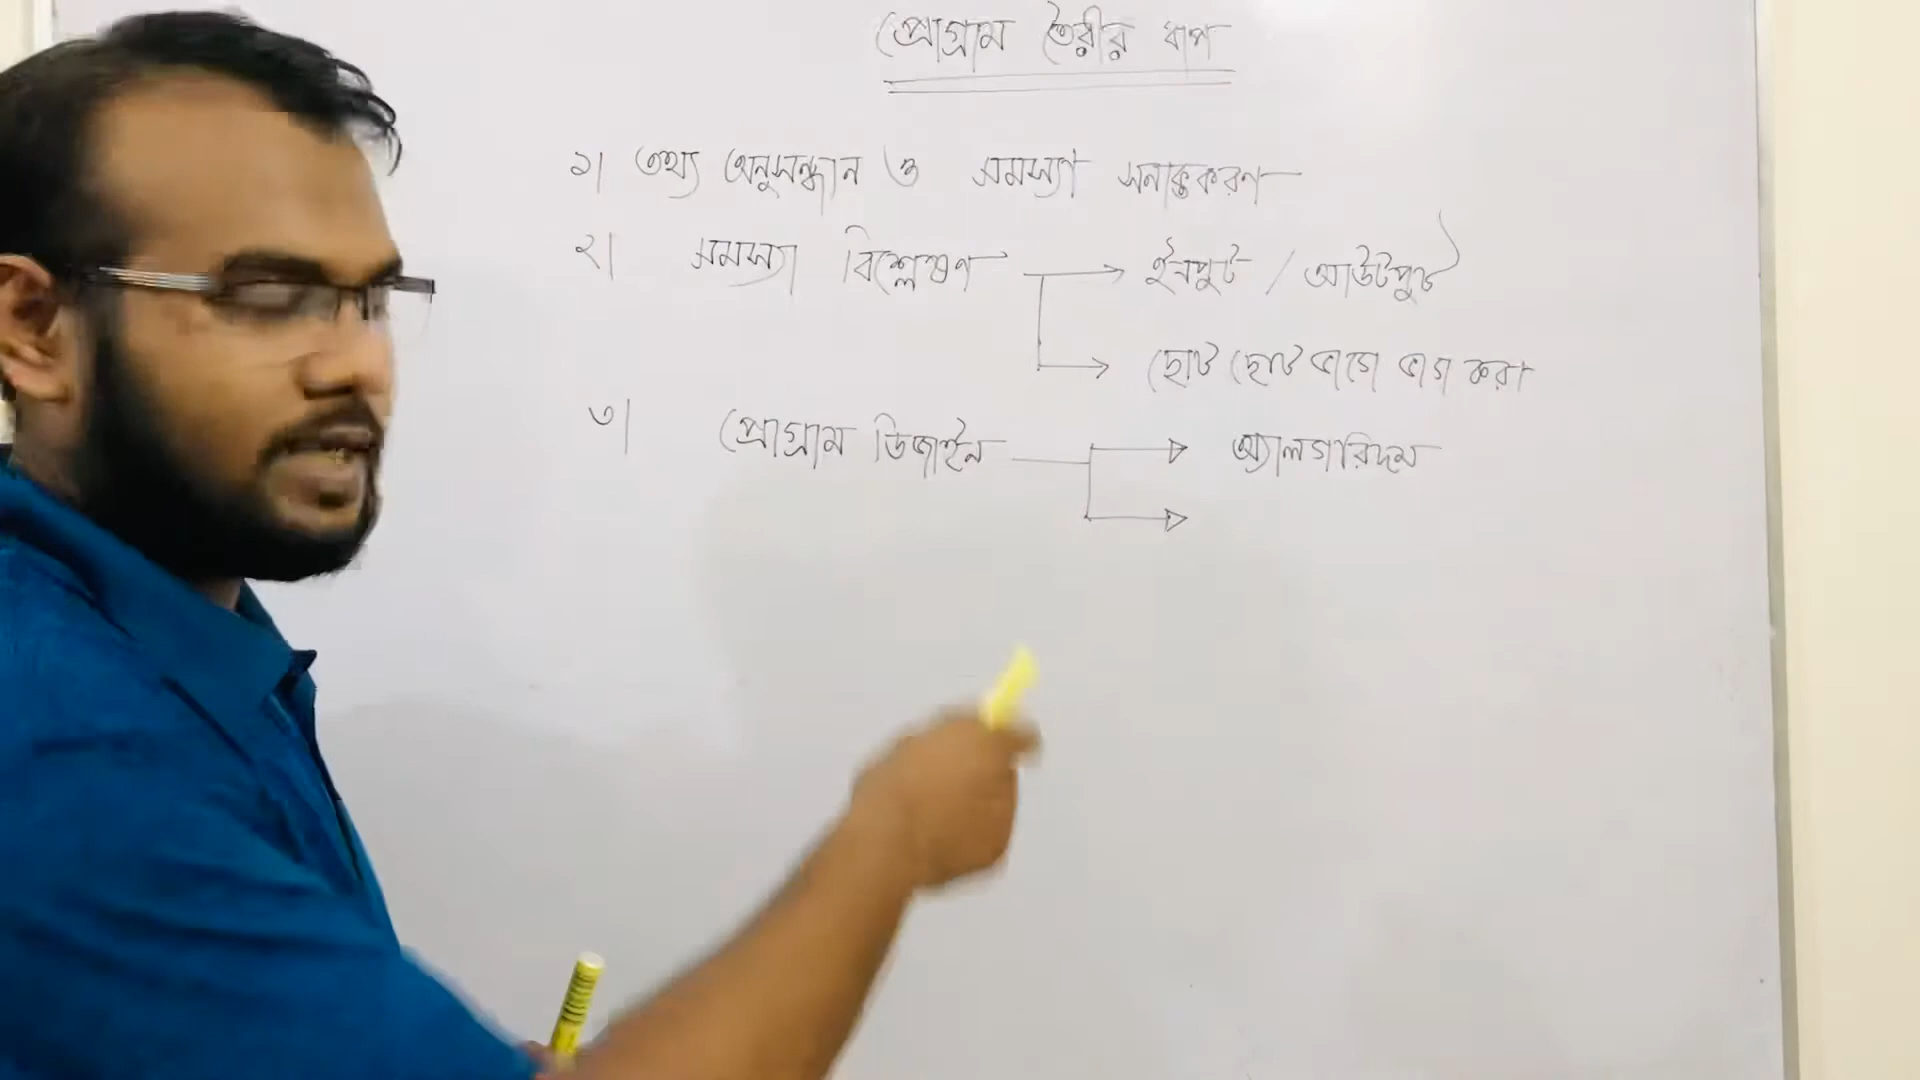 প্রোগ্রাম তৈরীর ধাপ
১। তথ্য অনুসন্ধান ও সমস্যা সনাক্তকরণ
২। সমস্যা বিশ্লেষণ → ইনপুট / আউটপুট
→ ছোট ছোট ভাগে ভাগ করা
৩। প্রোগ্রাম ডিজাইন → অ্যালগরিদম